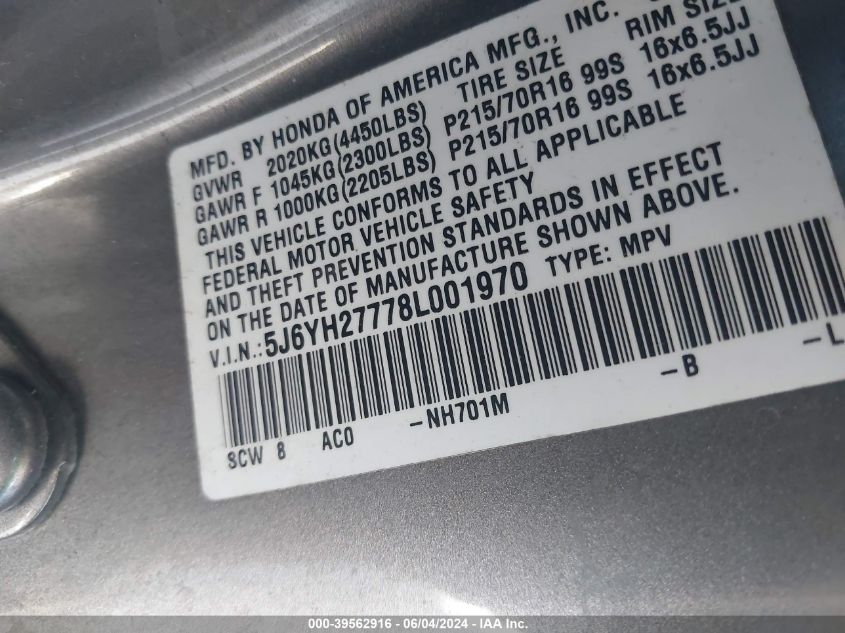 MFD. BY HONDA OF AMERICA MFG., INC.
GVWR 2020KG(4450LBS) TIRE SIZE RIM SIZE
GAWR F 1045KG(2300LBS) P215/70R16 99S 16x6.5JJ
GAWR R 1000KG(2205LBS) P215/70R16 99S 16x6.5JJ
THIS VEHICLE CONFORMS TO ALL APPLICABLE
FEDERAL MOTOR VEHICLE SAFETY
AND THEFT PREVENTION STANDARDS IN EFFECT
ON THE DATE OF MANUFACTURE SHOWN ABOVE.
V.I.N.: 5J6YH27778L001970 TYPE: MPV
SCW 8 AC0 -NH701M -B -L
000-39562916 - 06/04/2024 - IAAI Inc.